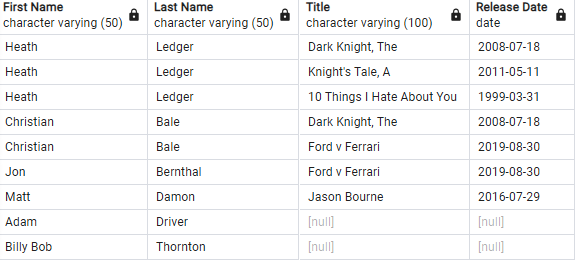 First Name Last Name Title Release Date
character varying (50) character varying (50) character varying (100) date
Heath Ledger Dark Knight, The 2008-07-18
Heath Ledger Knight's Tale, A 2011-05-11
Heath Ledger 10 Things I Hate About You 1999-03-31
Christian Bale Dark Knight, The 2008-07-18
Christian Bale Ford v Ferrari 2019-08-30
Jon Bernthal Ford v Ferrari 2019-08-30
Matt Damon Jason Bourne 2016-07-29
Adam Driver [null] [null]
Billy Bob Thornton [null] [null]